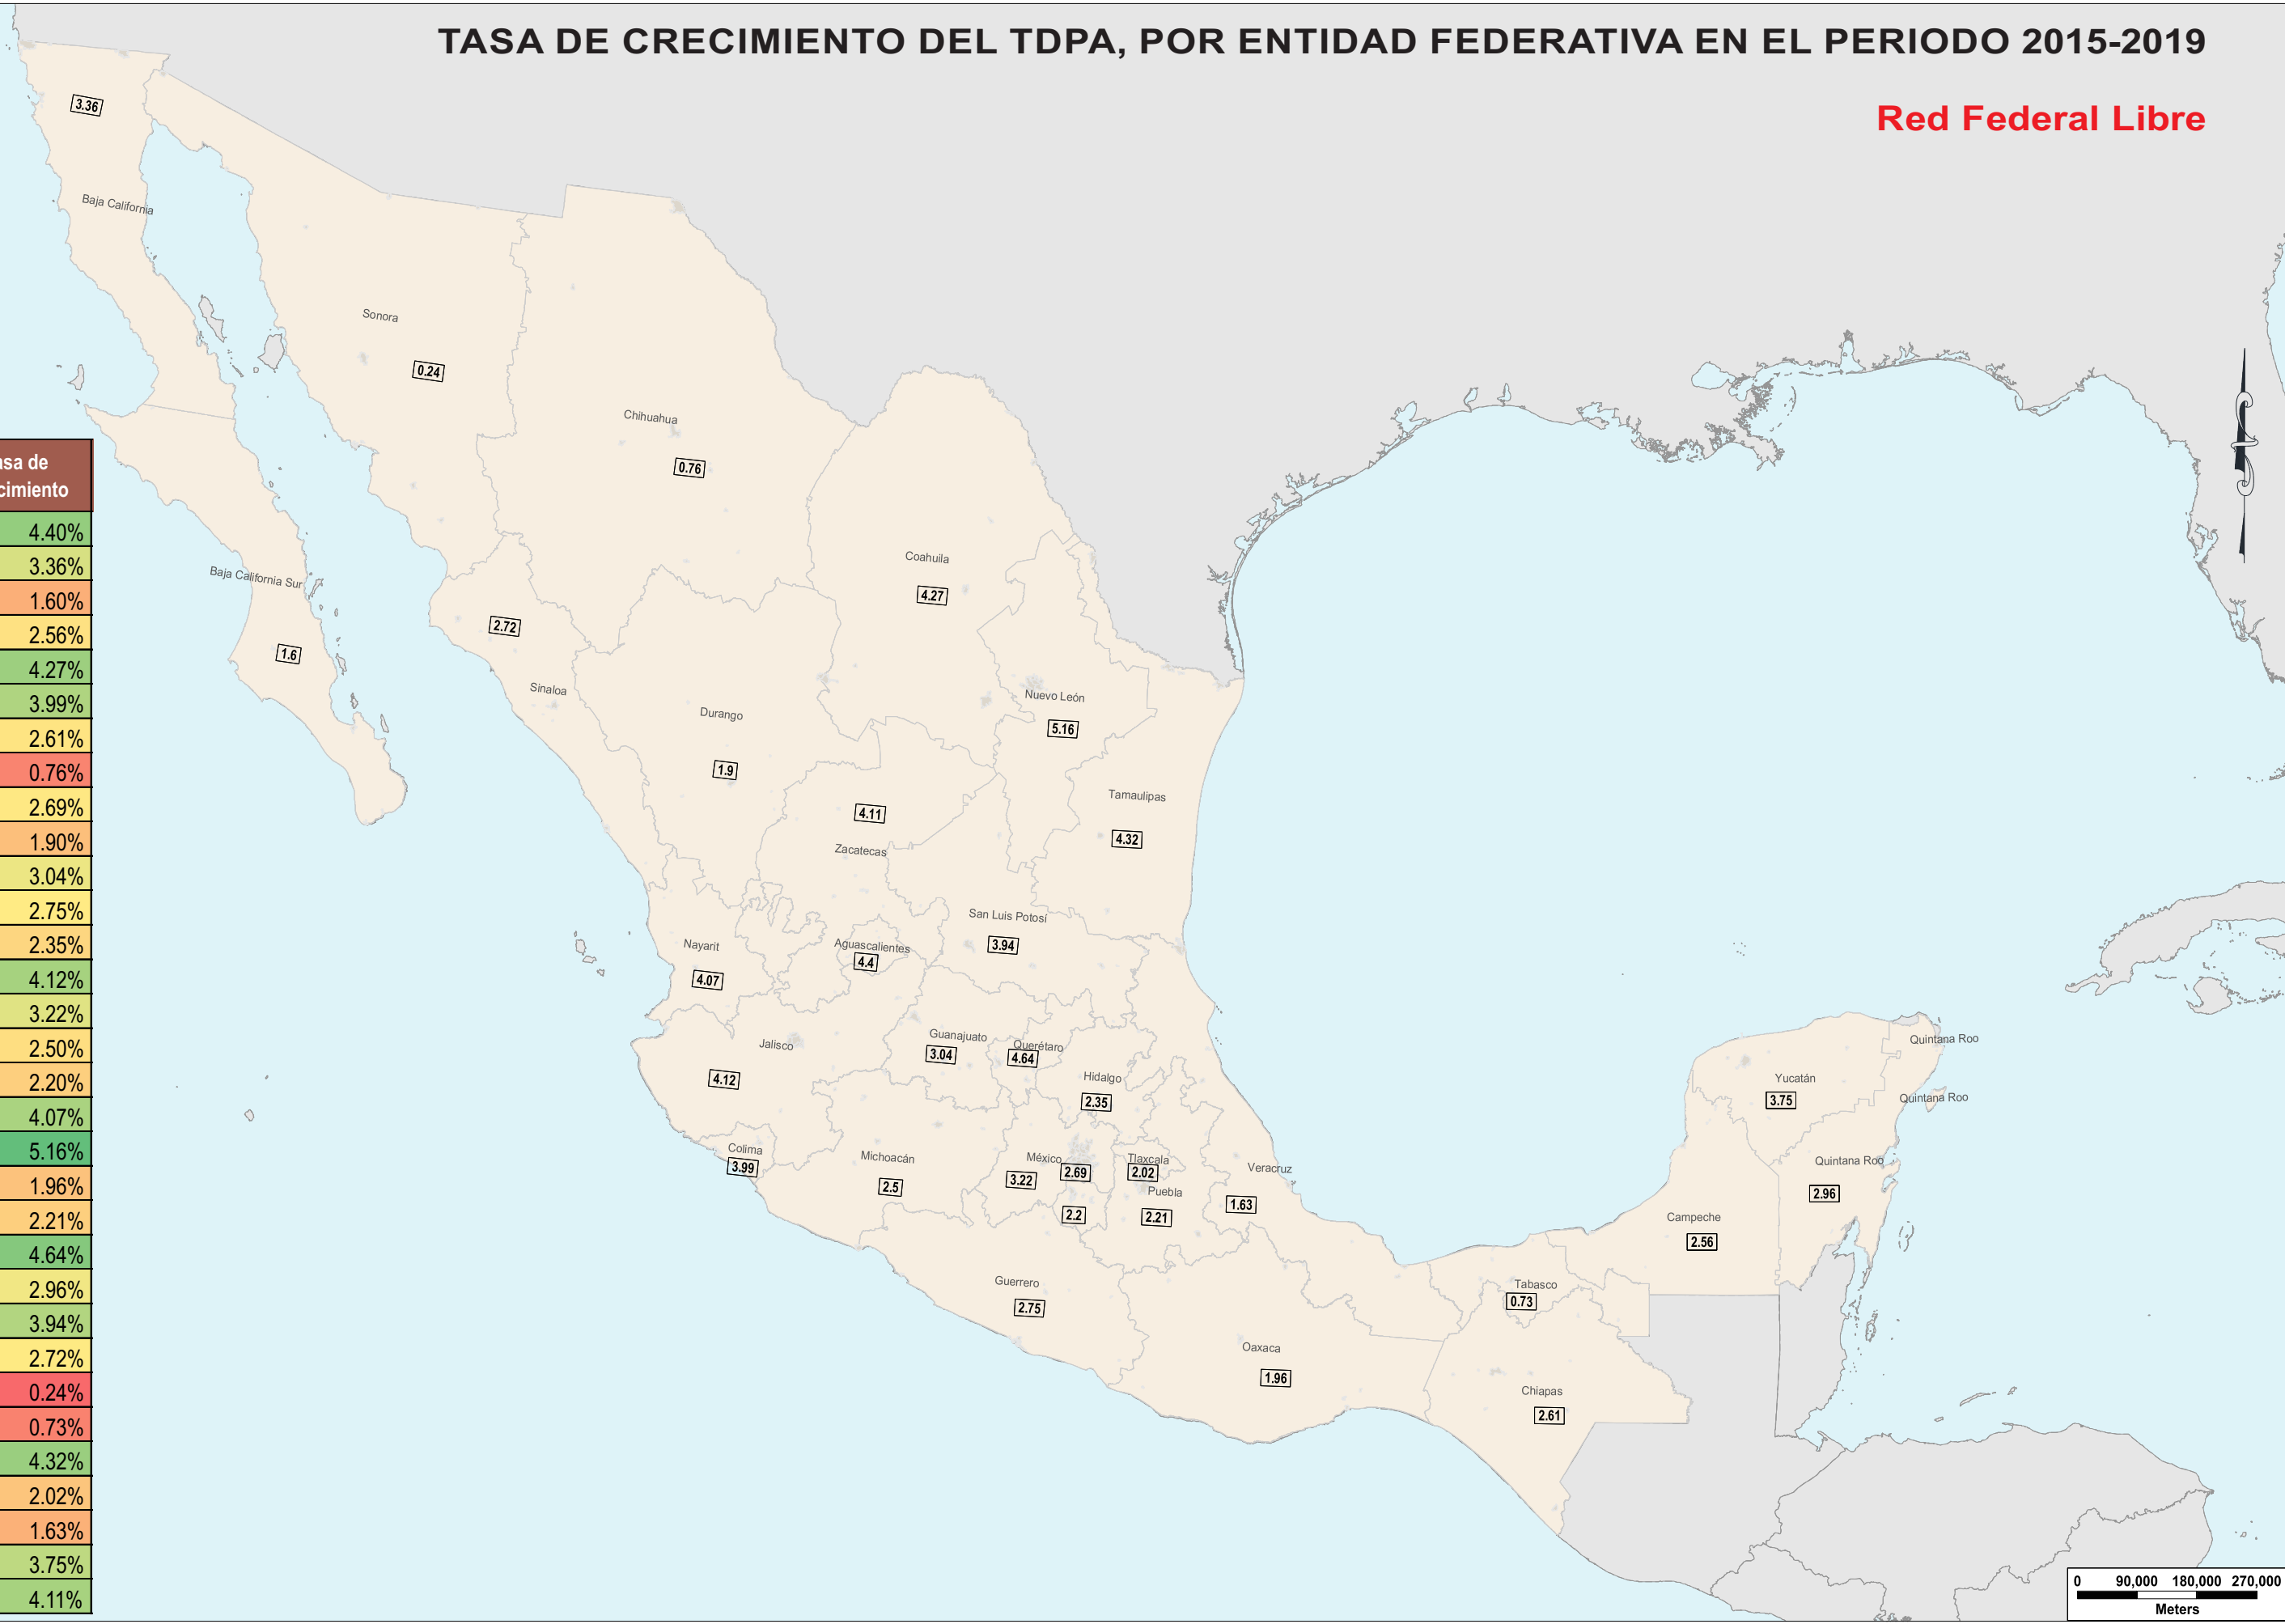 TASA DE CRECIMIENTO DEL TDPA, POR ENTIDAD FEDERATIVA EN EL PERIODO 2015-2019
Red Federal Libre
3.36
Baja California
Sonora
0.24
Chihuahua
0.76
Coahuila
4.27
Baja California Sur
1.6
2.72
Sinaloa
Nuevo León
5.16
Durango
1.9
Tamaulipas
4.32
4.11
Zacatecas
San Luis Potosí
3.94
Nayarit
4.07
Aguascalientes
4.4
Jalisco
4.12
Guanajuato
3.04
Querétaro
4.64
Hidalgo
2.35
Colima
3.99
Michoacán
2.5
México
3.22
2.69
2.2
Tlaxcala
2.02
Puebla
2.21
Veracruz
1.63
Guerrero
2.75
Oaxaca
1.96
Tabasco
0.73
Chiapas
2.61
Campeche
2.56
Yucatán
3.75
Quintana Roo
Quintana Roo
Quintana Roo
2.96
asa de
cimiento
4.40%
3.36%
1.60%
2.56%
4.27%
3.99%
2.61%
0.76%
2.69%
1.90%
3.04%
2.75%
2.35%
4.12%
3.22%
2.50%
2.20%
4.07%
5.16%
1.96%
2.21%
4.64%
2.96%
3.94%
2.72%
0.24%
0.73%
4.32%
2.02%
1.63%
3.75%
4.11%
0 90,000 180,000 270,000
Meters